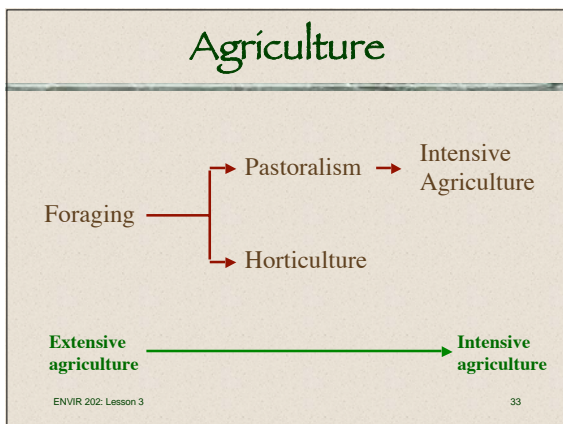 Agriculture
Pastoralism
Intensive
Agriculture
Foraging
Horticulture
Extensive
agriculture
Intensive
agriculture
ENVIR 202: Lesson 3
33